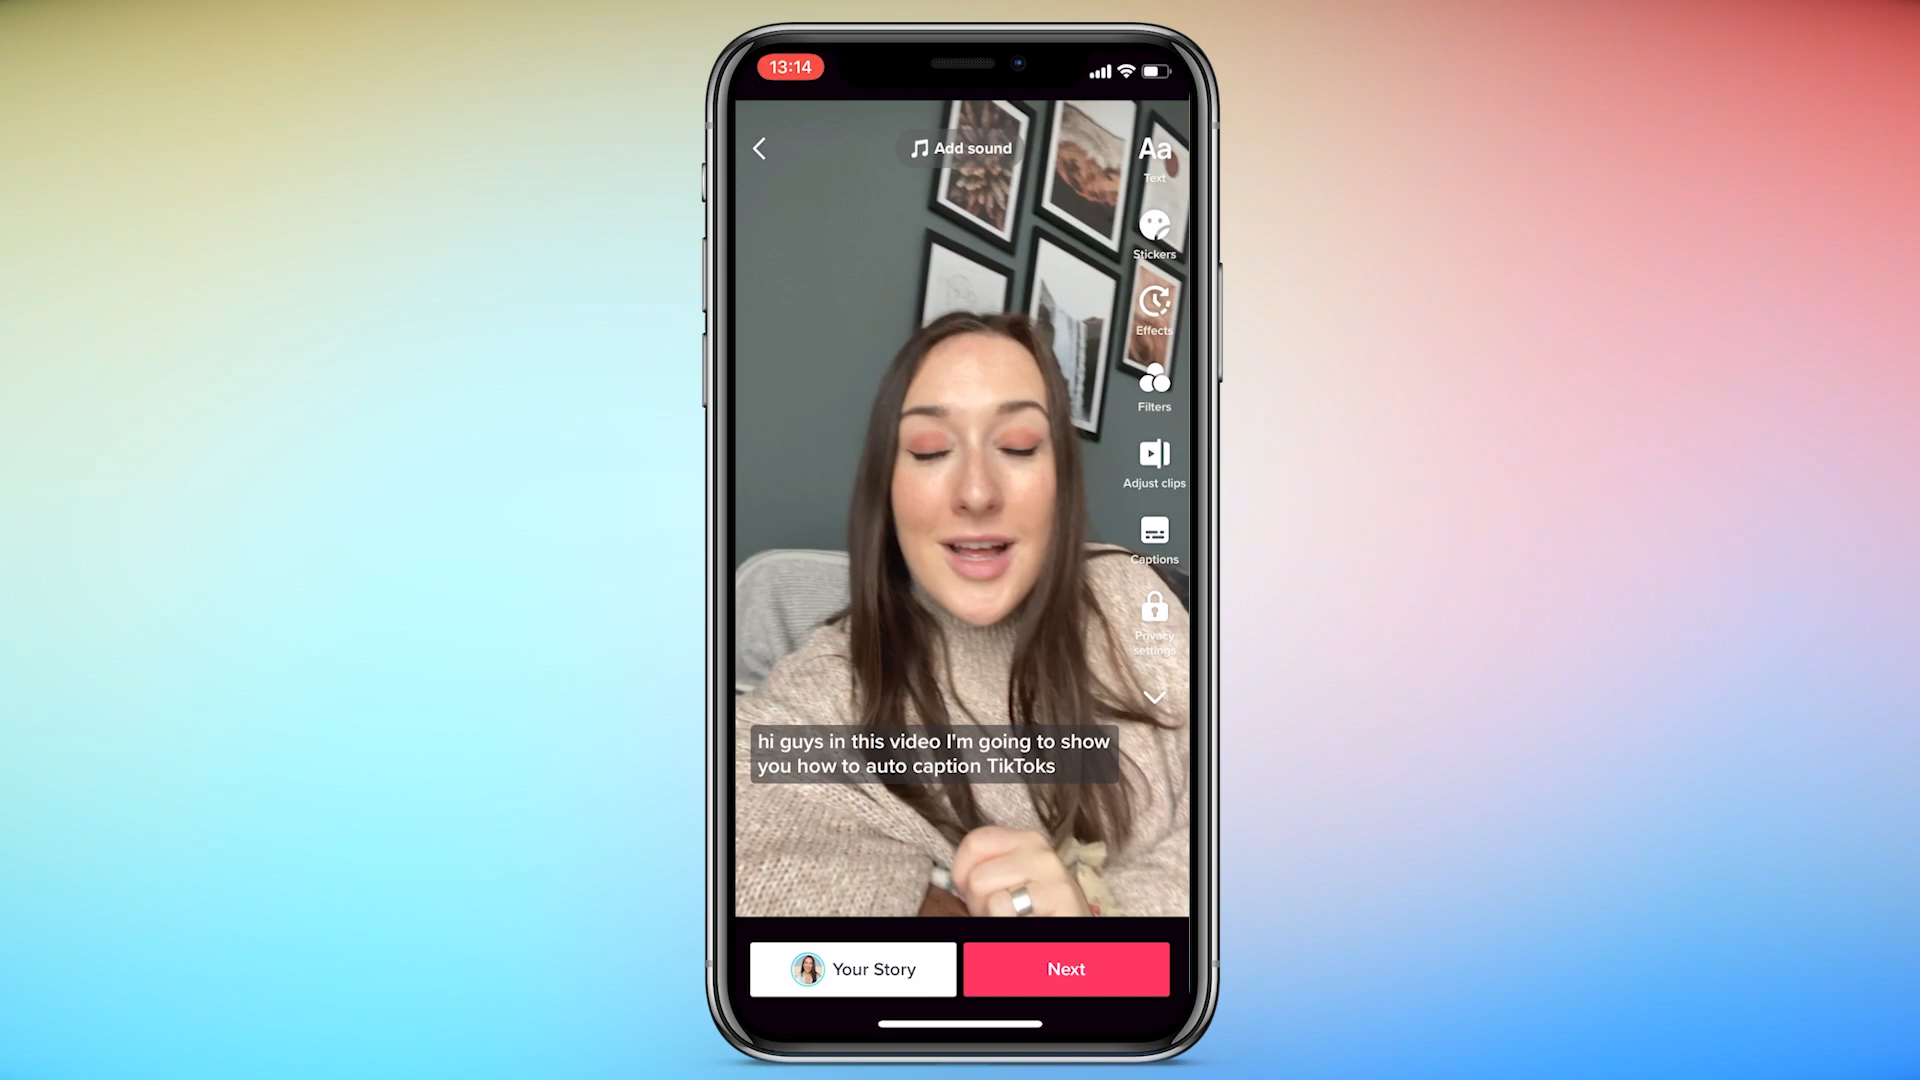 13:14
Add sound
Aa
Text
Stickers
Effects
Filters
Adjust clips
Captions
Privacy
settings
hi guys in this video I'm going to show
you how to auto caption TikToks
Your Story
Next